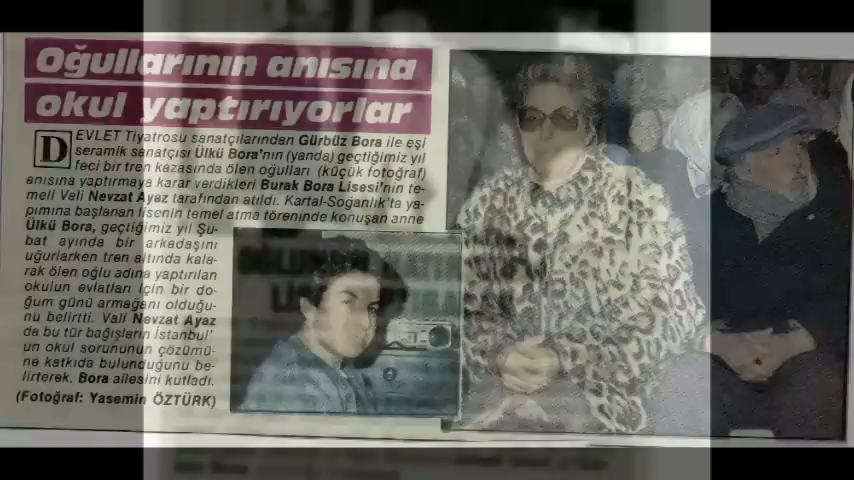 Oğullarının anısına
okul yaptırıyorlar
DEVLET Tiyatrosu sanatçılarından Gürbüz Bora ile eşi
seramik sanatçısı Ülkü Bora'nın (yanda) geçtiğimiz yıl
feci bir tren kazasında ölen oğulları (küçük fotoğraf)
anısına yaptırmaya karar verdikleri Burak Bora Lisesi'nin te-
meli Vali Nevzat Ayaz tarafından atıldı. Kartal-Soğanlık'ta ya-
pımına başlanan lisenin temel atma töreninde konuşan anne
Ülkü Bora, geçtiğimiz yıl Şu-
bat ayında bir arkadaşını
uğurlarken tren altında kala-
rak ölen oğlu adına yaptırılan
okulun evlatları için bir do-
ğum günü armağanı olduğu-
nu belirtti. Vali Nevzat Ayaz
da bu tür bağışların İstanbul'
un okul sorununun çözümü-
ne katkıda bulunduğunu be-
lirterek, Bora ailesini kutladı.
(Fotoğraf: Yasemin ÖZTÜRK)